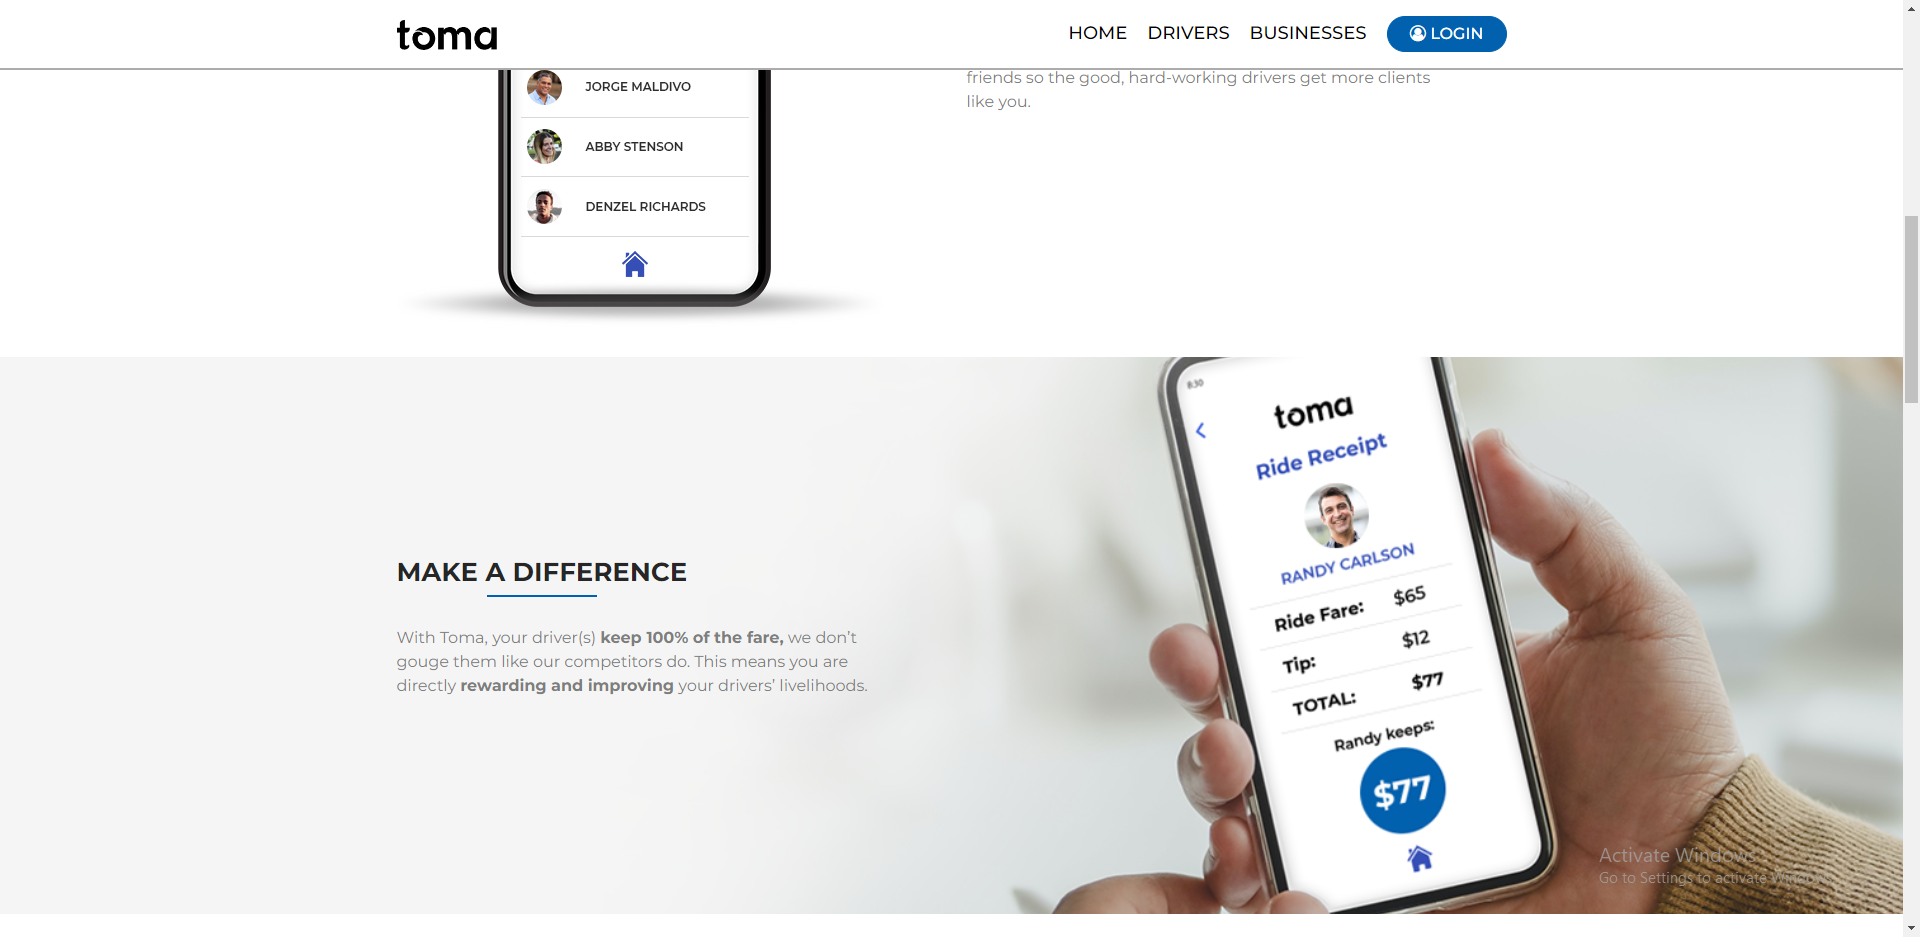 toma
HOME
DRIVERS
BUSINESSES
LOGIN
JORGE MALDIVO
ABBY STENSON
DENZEL RICHARDS
friends so the good, hard-working drivers get more clients
like you.
MAKE A DIFFERENCE
With Toma, your driver(s) keep 100% of the fare, we don’t
gouge them like our competitors do. This means you are
directly rewarding and improving your drivers’ livelihoods.
8:30
toma
Ride Receipt
RANDY CARLSON
Ride Fare: $65
Tip: $12
TOTAL: $77
Randy keeps:
$77
Activate Windows
Go to Settings to activate Windows.